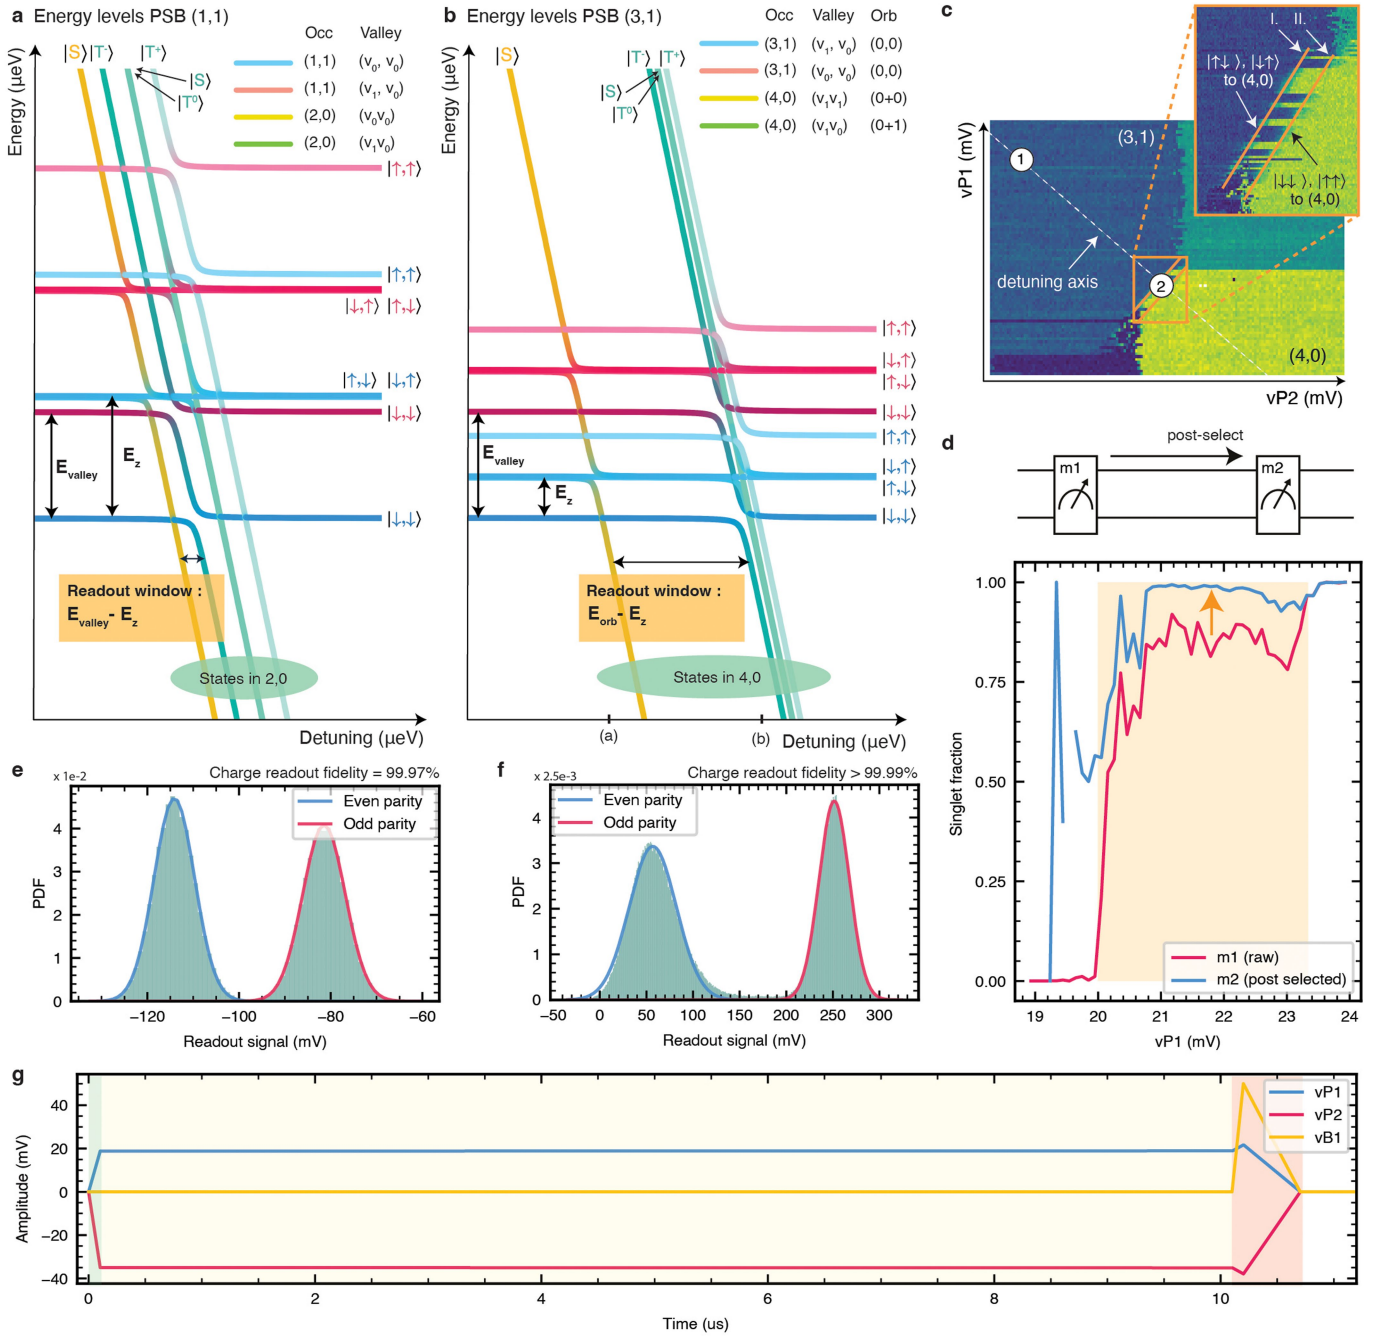 a Energy levels PSB (1,1)
Energy (µeV)
|S⟩ |T⁻⟩ |T⁺⟩
|S⟩
|T⁰⟩
Occ Valley
(1,1) (v₀, v₀)
(1,1) (v₁, v₀)
(2,0) (v₀v₀)
(2,0) (v₁v₀)
|↑,↑⟩
|↑,↑⟩
|↓,↑⟩ |↑,↓⟩
|↑,↓⟩ |↓,↑⟩
|↓,↓⟩
E_valley
E_z
|↓,↓⟩
Readout window :
E_valley - E_z
States in 2,0
Detuning (µeV)
b Energy levels PSB (3,1)
Energy (µeV)
|S⟩ |T⁻⟩ |T⁺⟩
|S⟩
|T⁰⟩
Occ Valley Orb
(3,1) (v₁, v₀) (0,0)
(3,1) (v₀, v₀) (0,0)
(4,0) (v₁v₁) (0+0)
(4,0) (v₁v₀) (0+1)
|↑,↑⟩
|↓,↑⟩
|↑,↓⟩
|↓,↓⟩
|↑,↑⟩
|↓,↑⟩
|↑,↓⟩
|↓,↓⟩
E_valley
E_z
Readout window :
E_orb - E_z
States in 4,0
(a) (b) Detuning (µeV)
c
vP1 (mV)
(3,1)
1
detuning axis
2
(4,0)
vP2 (mV)
I. II.
|↑↓⟩, |↓↑⟩
to (4,0)
|↓↓⟩, |↑↑⟩
to (4,0)
d
post-select
m1 m2
Singlet fraction
1.00
0.75
0.50
0.25
0.00
m1 (raw)
m2 (post selected)
19 20 21 22 23 24
vP1 (mV)
e Charge readout fidelity = 99.97%
x 1e-2
PDF
4
3
2
1
0
Even parity
Odd parity
−120 −100 −80 −60
Readout signal (mV)
f Charge readout fidelity > 99.99%
x 2.5e-3
PDF
4
3
2
1
0
Even parity
Odd parity
−50 0 50 100 150 200 250 300
Readout signal (mV)
g
Amplitude (mV)
40
20
0
−20
−40
vP1
vP2
vB1
0 2 4 6 8 10
Time (us)